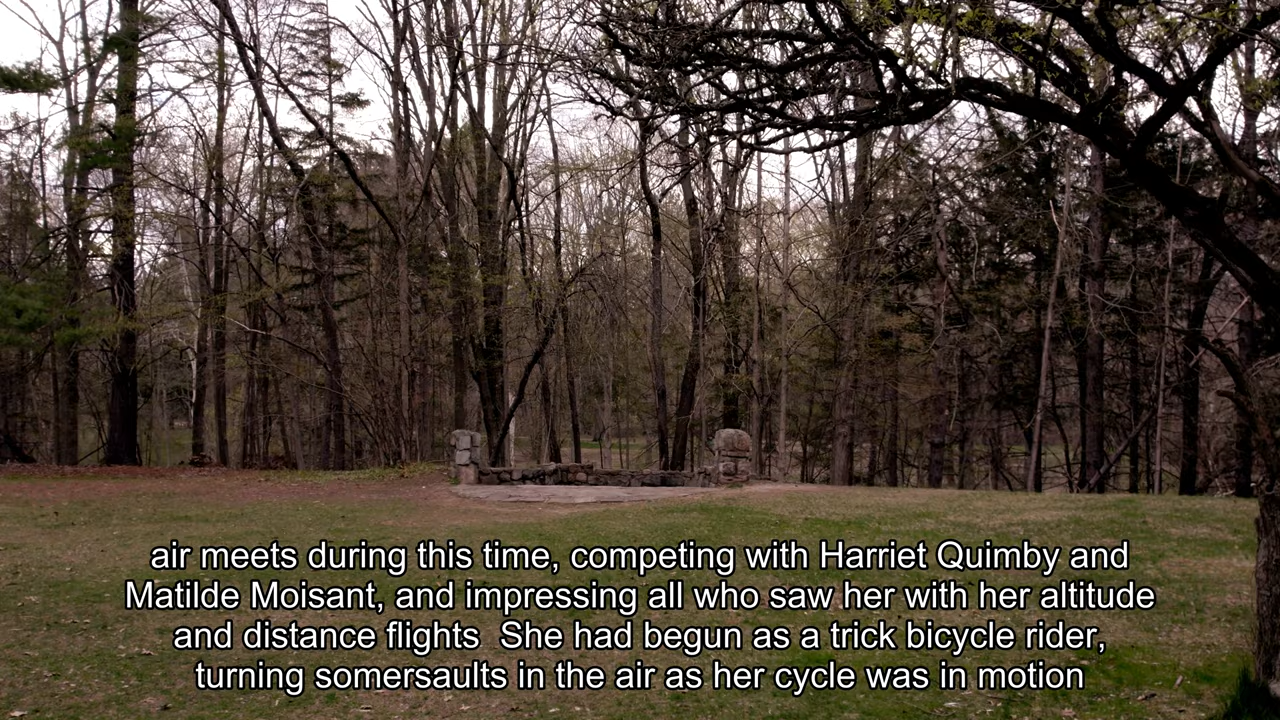 air meets during this time, competing with Harriet Quimby and
Matilde Moisant, and impressing all who saw her with her altitude
and distance flights  She had begun as a trick bicycle rider,
turning somersaults in the air as her cycle was in motion